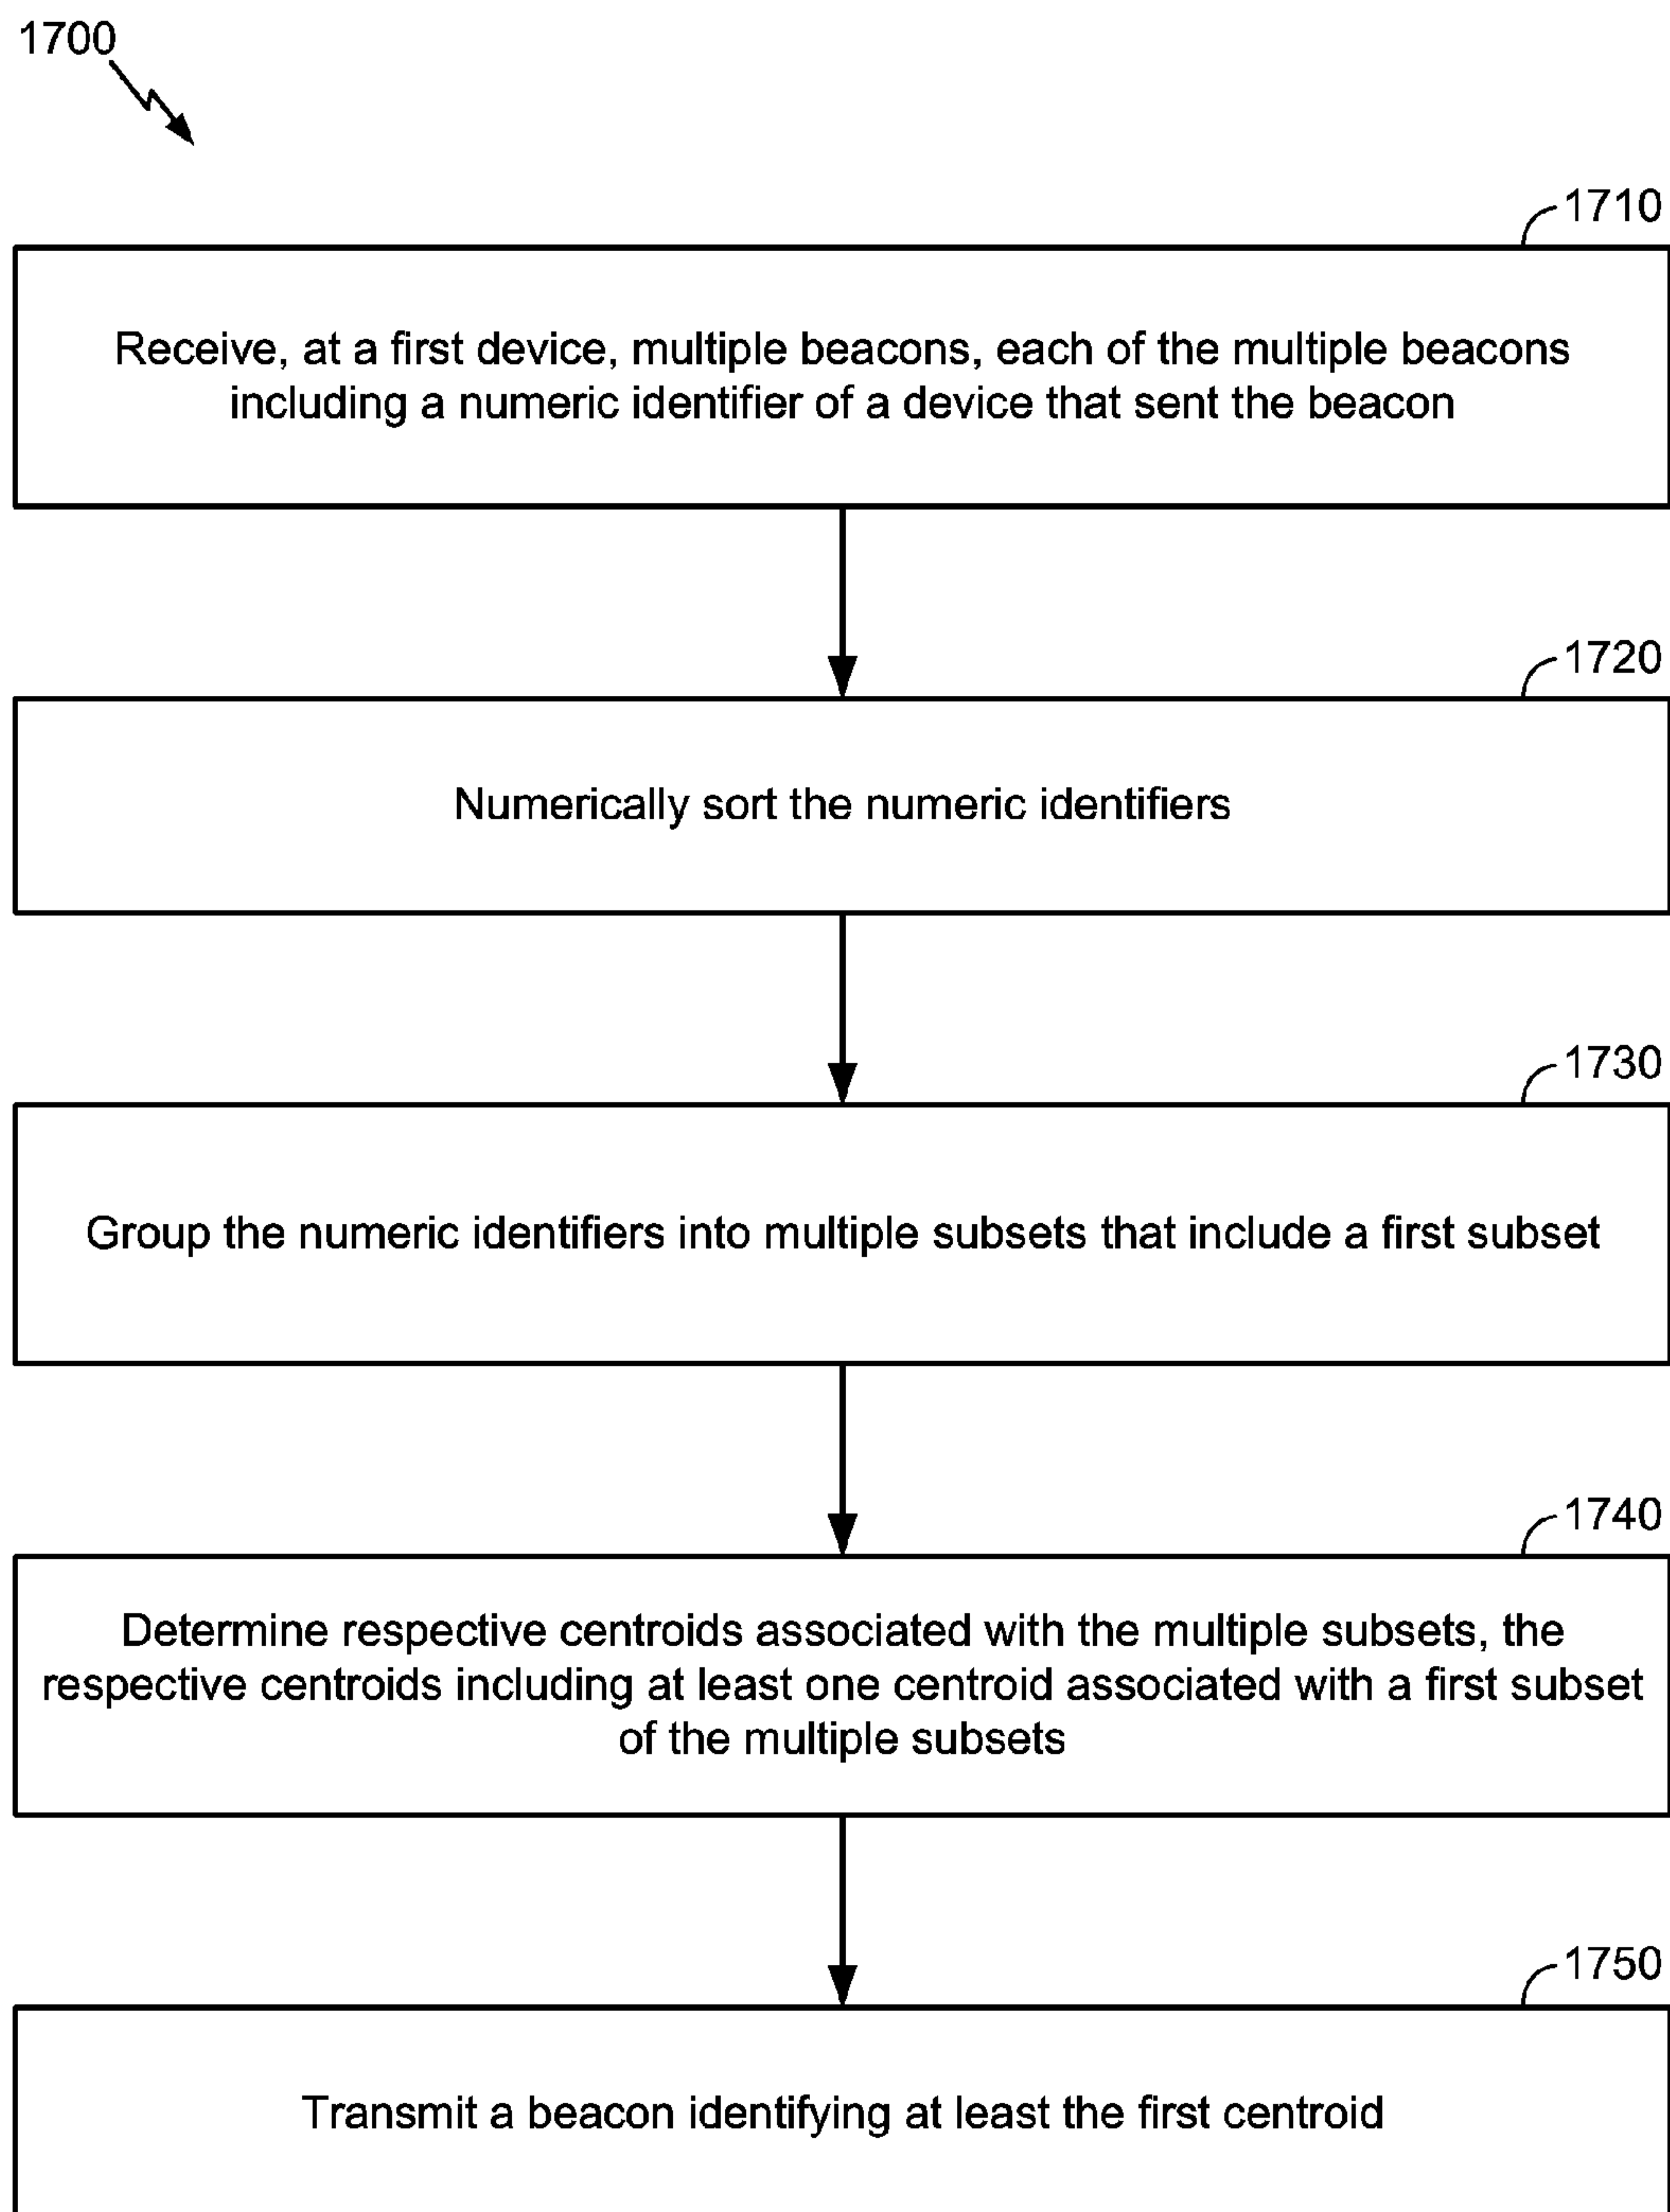 1700
1710
Receive, at a first device, multiple beacons, each of the multiple beacons
including a numeric identifier of a device that sent the beacon
1720
Numerically sort the numeric identifiers
1730
Group the numeric identifiers into multiple subsets that include a first subset
1740
Determine respective centroids associated with the multiple subsets, the
respective centroids including at least one centroid associated with a first subset
of the multiple subsets
1750
Transmit a beacon identifying at least the first centroid